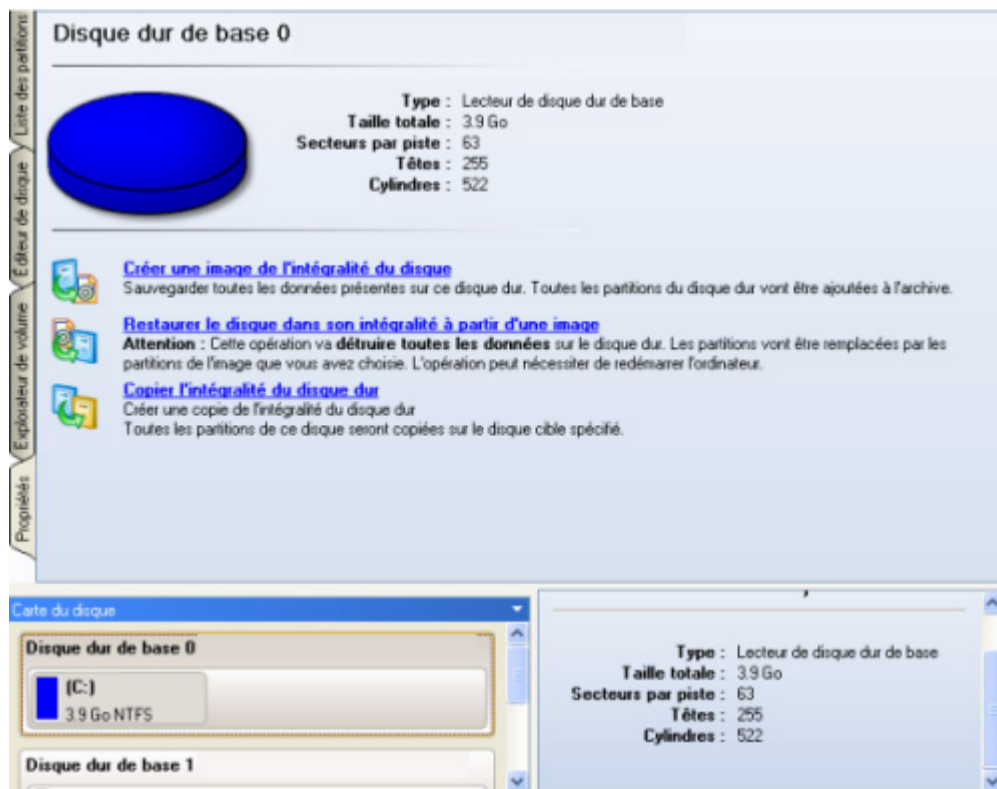 Disque dur de base 0
Liste des partitions
Éditeur de disque
Explorateur de volume
Propriétés
Type : Lecteur de disque dur de base
Taille totale : 3.9 Go
Secteurs par piste : 63
Têtes : 255
Cylindres : 522
Créer une image de l'intégralité du disque
Sauvegarder toutes les données présentes sur ce disque dur. Toutes les partitions du disque dur vont être ajoutées à l'archive.
Restaurer le disque dans son intégralité à partir d'une image
Attention : Cette opération va détruire toutes les données sur le disque dur. Les partitions vont être remplacées par les
partitions de l'image que vous avez choisie. L'opération peut nécessiter de redémarrer l'ordinateur.
Copier l'intégralité du disque dur
Créer une copie de l'intégralité du disque dur
Toutes les partitions de ce disque seront copiées sur le disque cible spécifié.
Carte du disque
Disque dur de base 0
(C:)
3.9 Go NTFS
Disque dur de base 1
Type : Lecteur de disque dur de base
Taille totale : 3.9 Go
Secteurs par piste : 63
Têtes : 255
Cylindres : 522